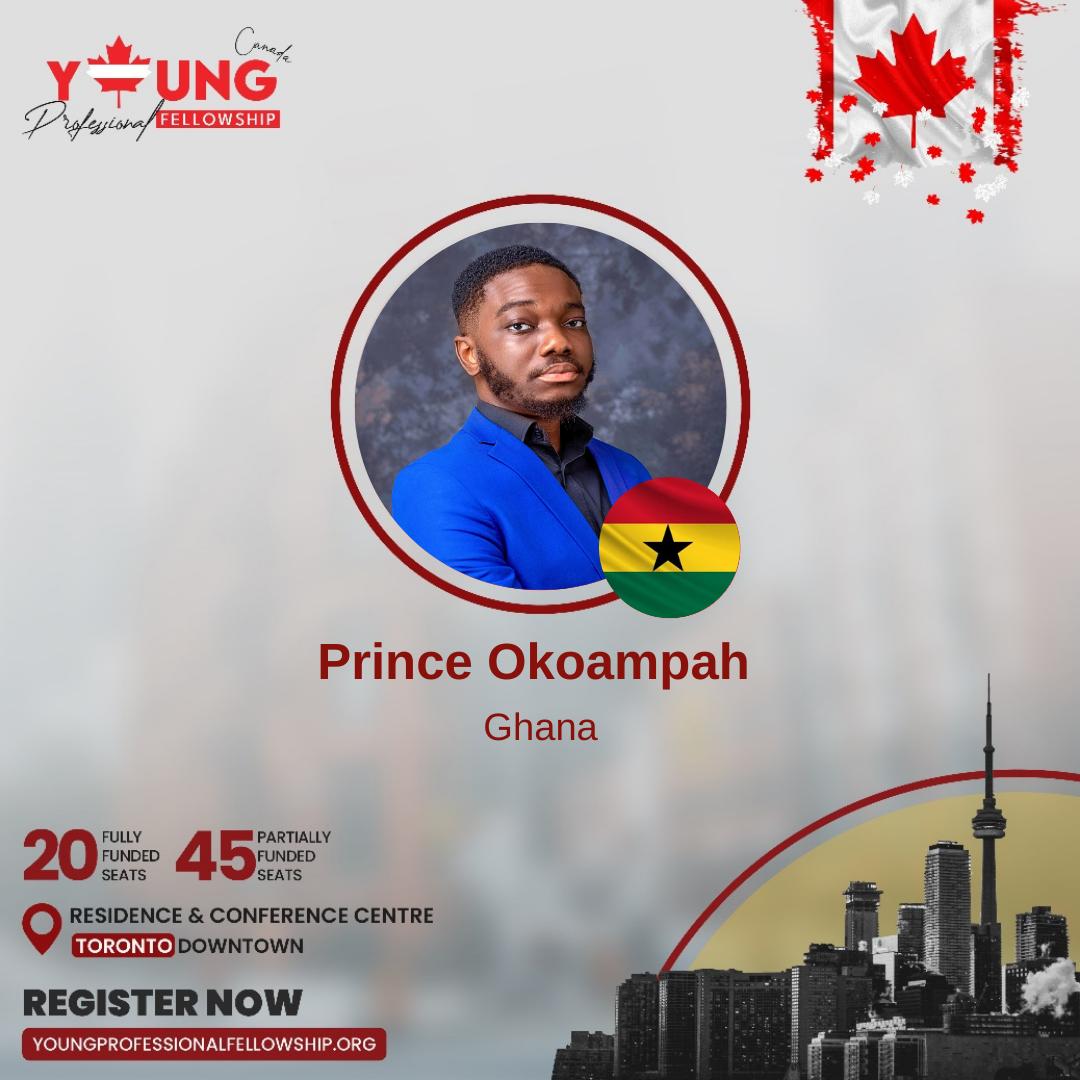 Canada
YOUNG
Professional FELLOWSHIP
Prince Okoampah
Ghana
20 FULLY FUNDED SEATS
45 PARTIALLY FUNDED SEATS
RESIDENCE & CONFERENCE CENTRE
TORONTO DOWNTOWN
REGISTER NOW
YOUNGPROFESSIONALFELLOWSHIP.ORG